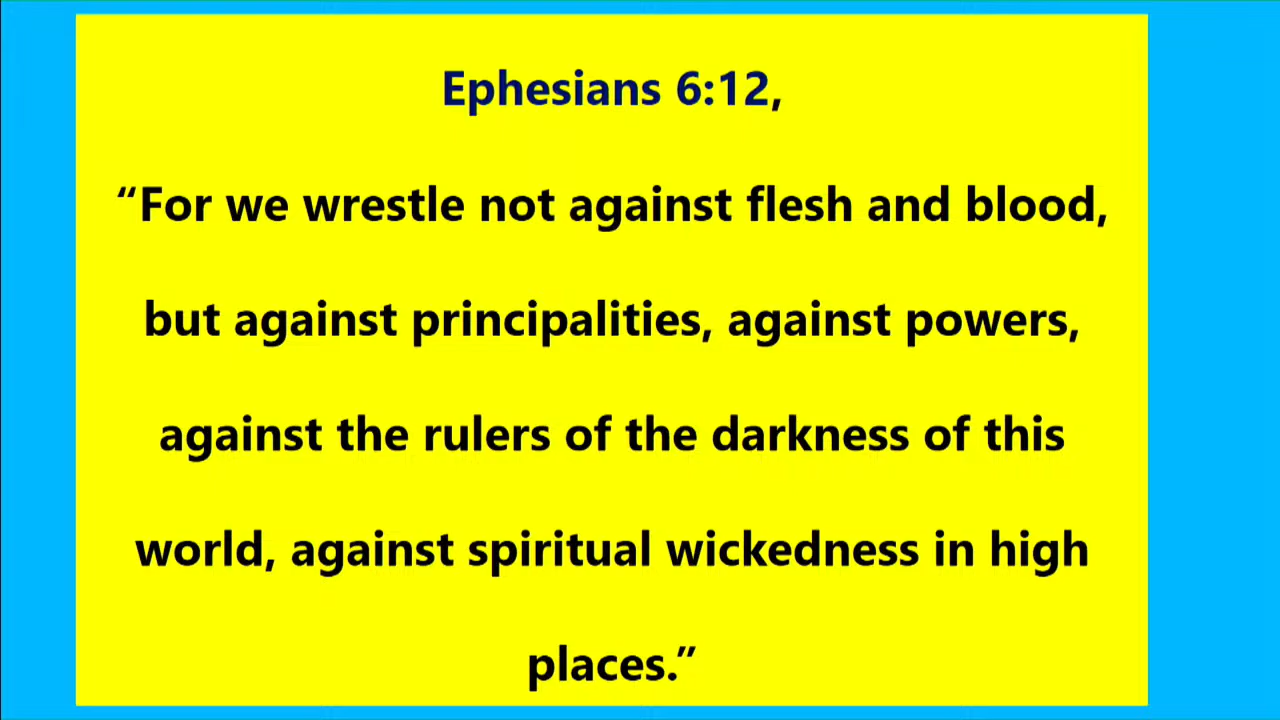 Ephesians 6:12,
“For we wrestle not against flesh and blood,
but against principalities, against powers,
against the rulers of the darkness of this
world, against spiritual wickedness in high
places.”